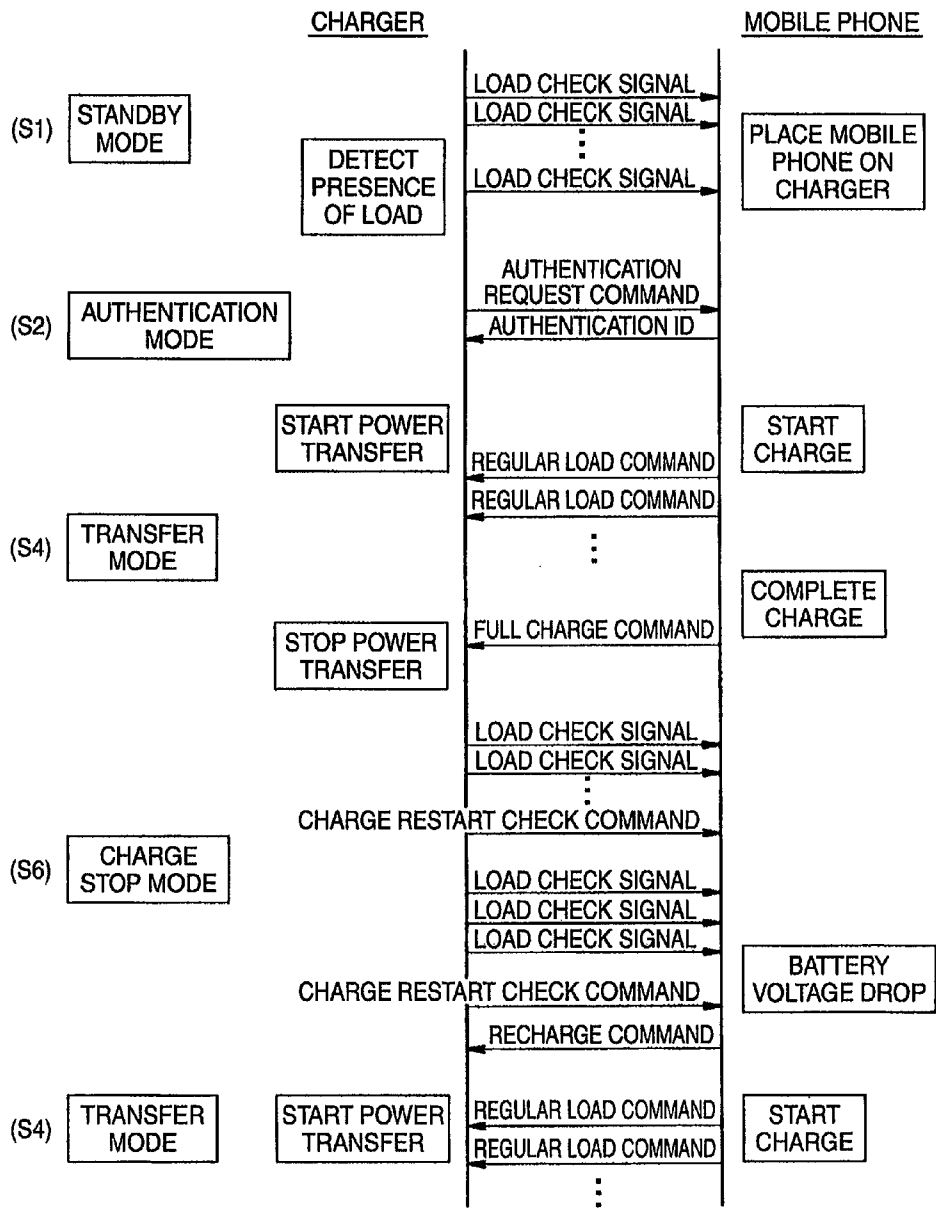 CHARGER
MOBILE PHONE
LOAD CHECK SIGNAL
(S1)
STANDBY
MODE
LOAD CHECK SIGNAL
PLACE MOBILE
PHONE ON
CHARGER
DETECT
PRESENCE
OF LOAD
LOAD CHECK SIGNAL
AUTHENTICATION
REQUEST COMMAND
(S2)
AUTHENTICATION
MODE
AUTHENTICATION ID
START POWER
TRANSFER
START
CHARGE
REGULAR LOAD COMMAND
REGULAR LOAD COMMAND
(S4)
TRANSFER
MODE
COMPLETE
CHARGE
FULL CHARGE COMMAND
STOP POWER
TRANSFER
LOAD CHECK SIGNAL
LOAD CHECK SIGNAL
CHARGE RESTART CHECK COMMAND
(S6)
CHARGE
STOP MODE
LOAD CHECK SIGNAL
LOAD CHECK SIGNAL
LOAD CHECK SIGNAL
BATTERY
VOLTAGE DROP
CHARGE RESTART CHECK COMMAND
RECHARGE COMMAND
(S4)
TRANSFER
MODE
START POWER
TRANSFER
REGULAR LOAD COMMAND
START
CHARGE
REGULAR LOAD COMMAND